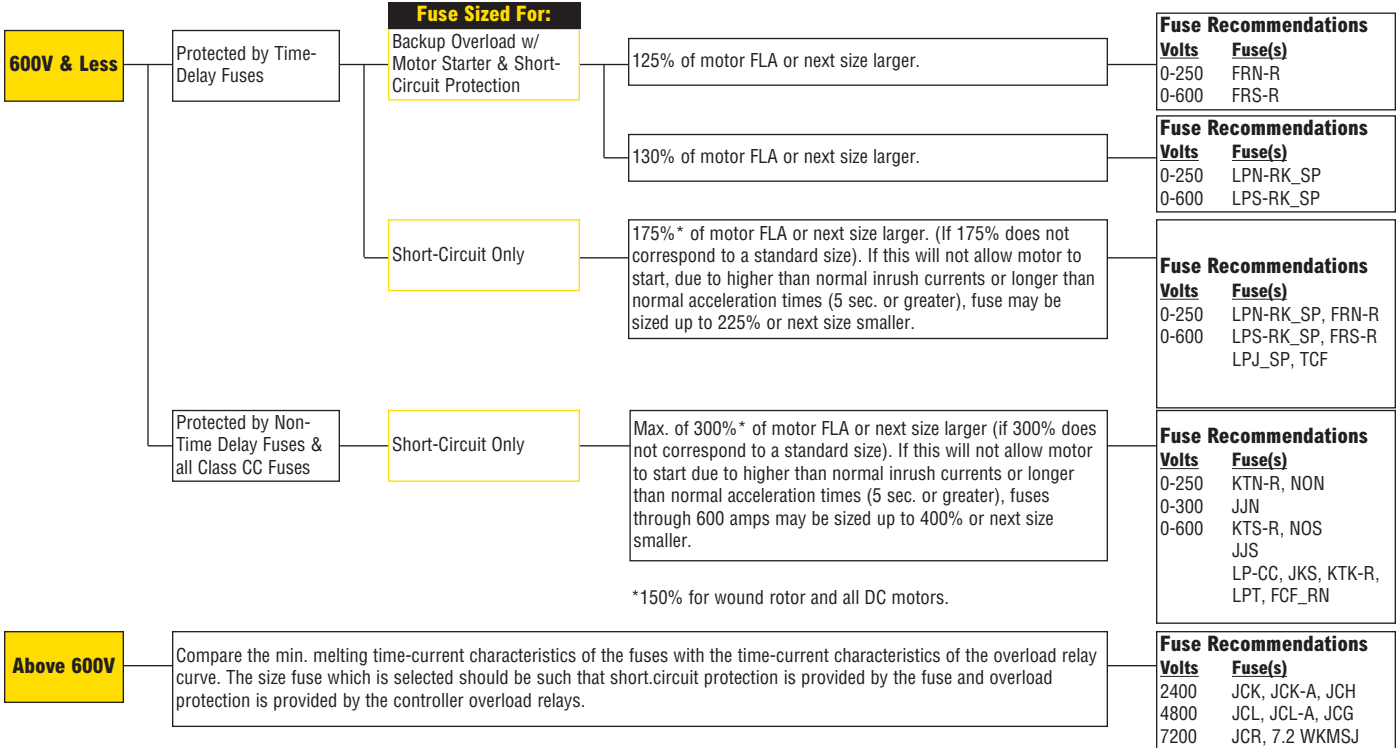 Fuse Sized For:
600V & Less
Protected by Time-
Delay Fuses
Backup Overload w/
Motor Starter & Short-
Circuit Protection
125% of motor FLA or next size larger.
Fuse Recommendations
Volts Fuse(s)
0-250 FRN-R
0-600 FRS-R
130% of motor FLA or next size larger.
Fuse Recommendations
Volts Fuse(s)
0-250 LPN-RK_SP
0-600 LPS-RK_SP
Short-Circuit Only
175%* of motor FLA or next size larger. (If 175% does not
correspond to a standard size). If this will not allow motor to
start, due to higher than normal inrush currents or longer than
normal acceleration times (5 sec. or greater), fuse may be
sized up to 225% or next size smaller.
Fuse Recommendations
Volts Fuse(s)
0-250 LPN-RK_SP, FRN-R
0-600 LPS-RK_SP, FRS-R
LPJ_SP, TCF
Protected by Non-
Time Delay Fuses &
all Class CC Fuses
Short-Circuit Only
Max. of 300%* of motor FLA or next size larger (if 300% does
not correspond to a standard size). If this will not allow motor
to start due to higher than normal inrush currents or longer
than normal acceleration times (5 sec. or greater), fuses
through 600 amps may be sized up to 400% or next size
smaller.
Fuse Recommendations
Volts Fuse(s)
0-250 KTN-R, NON
0-300 JJN
0-600 KTS-R, NOS
JJS
LP-CC, JKS, KTK-R,
LPT, FCF_RN
*150% for wound rotor and all DC motors.
Above 600V
Compare the min. melting time-current characteristics of the fuses with the time-current characteristics of the overload relay
curve. The size fuse which is selected should be such that short.circuit protection is provided by the fuse and overload
protection is provided by the controller overload relays.
Fuse Recommendations
Volts Fuse(s)
2400 JCK, JCK-A, JCH
4800 JCL, JCL-A, JCG
7200 JCR, 7.2 WKMSJ